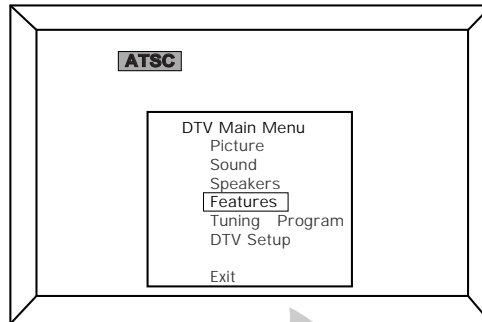 ATSC
DTV Main Menu
Picture
Sound
Speakers
Features
Tuning Program
DTV Setup
Exit